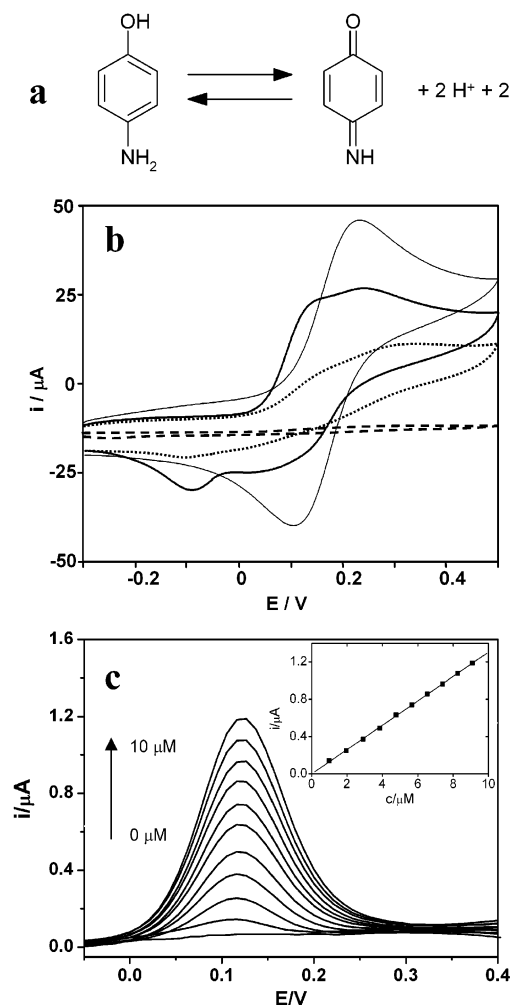 a
OH
NH2
O
NH
+ 2 H+ + 2
b
50
25
0
-25
-50
i / μA
-0.2 0 0.2 0.4
E / V
c
1.6
1.2
0.8
0.4
0.0
i/μA
10 μM
0 μM
1.2
0.8
0.4
0.0
i/μA
0 2 4 6 8 10
c/μM
0.0 0.1 0.2 0.3 0.4
E/V